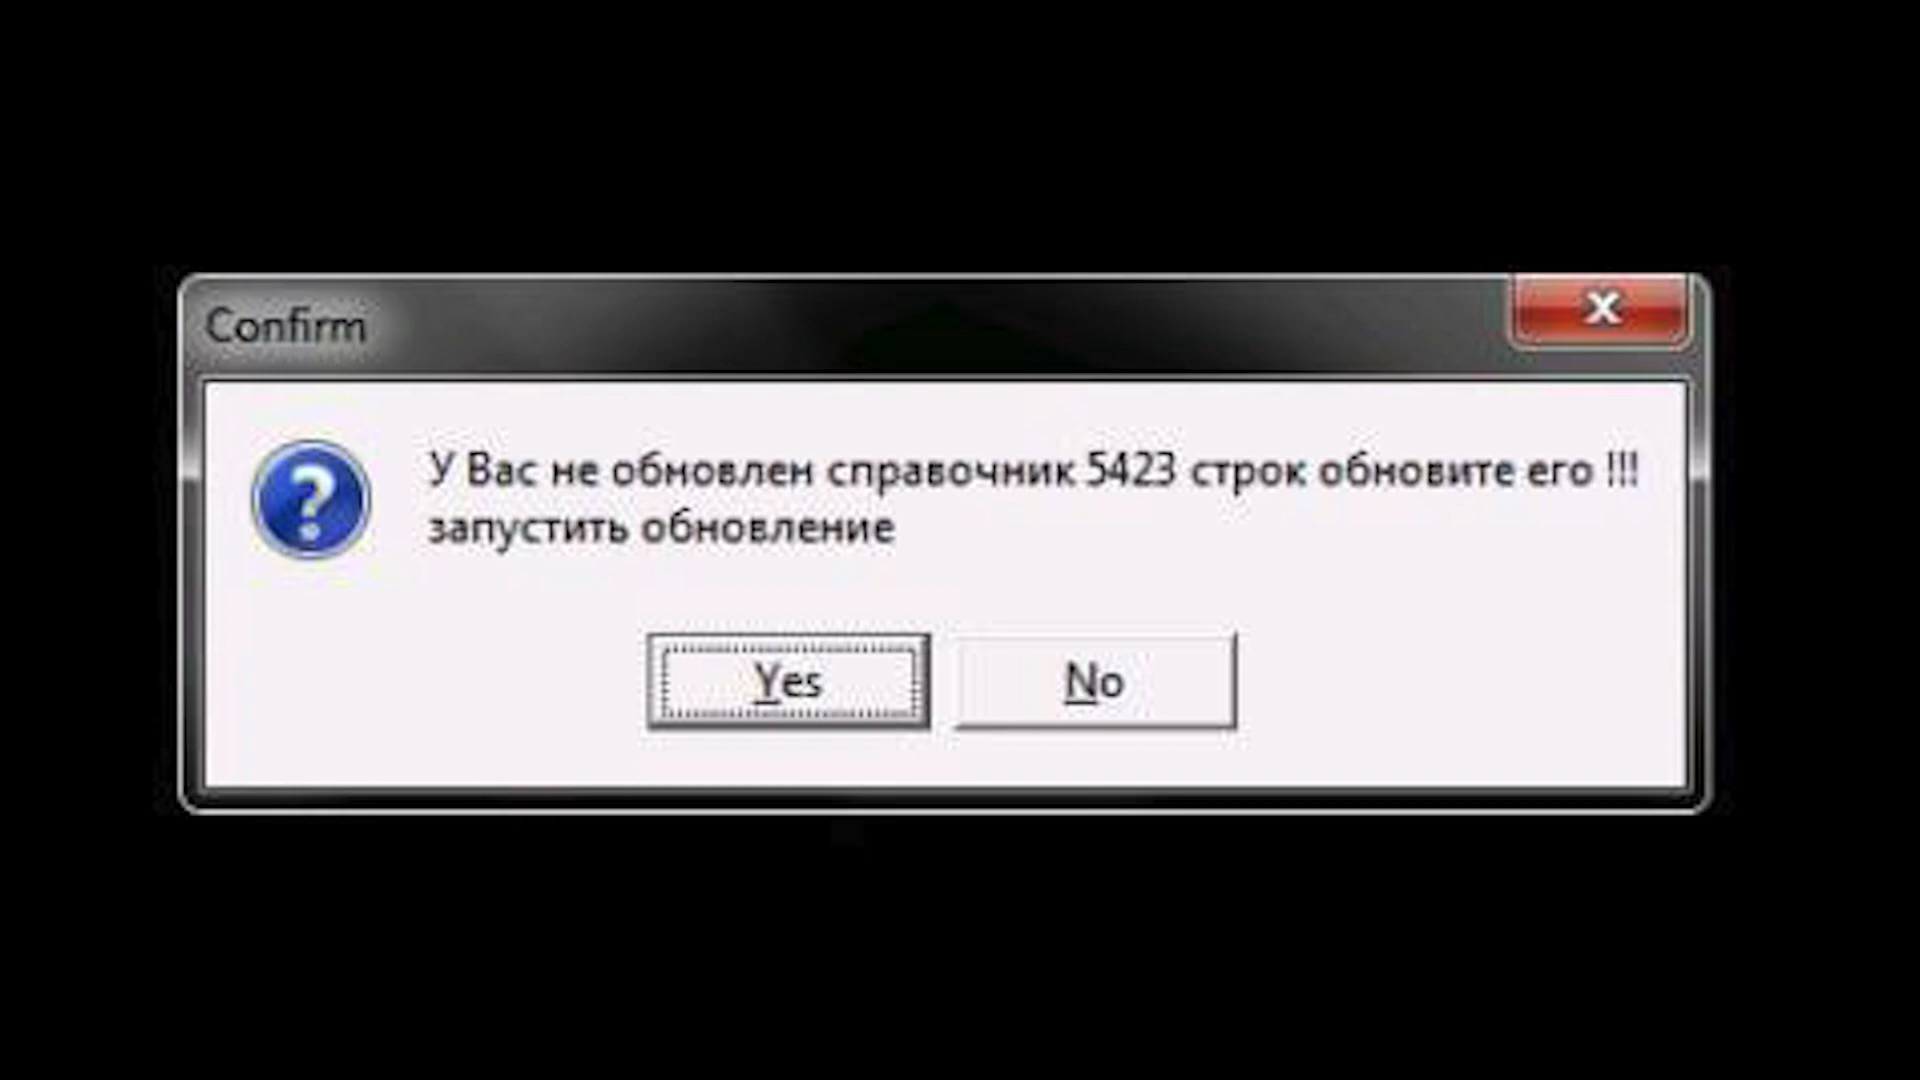 Confirm
У Вас не обновлен справочник 5423 строк обновите его !!!
запустить обновление
Yes
No